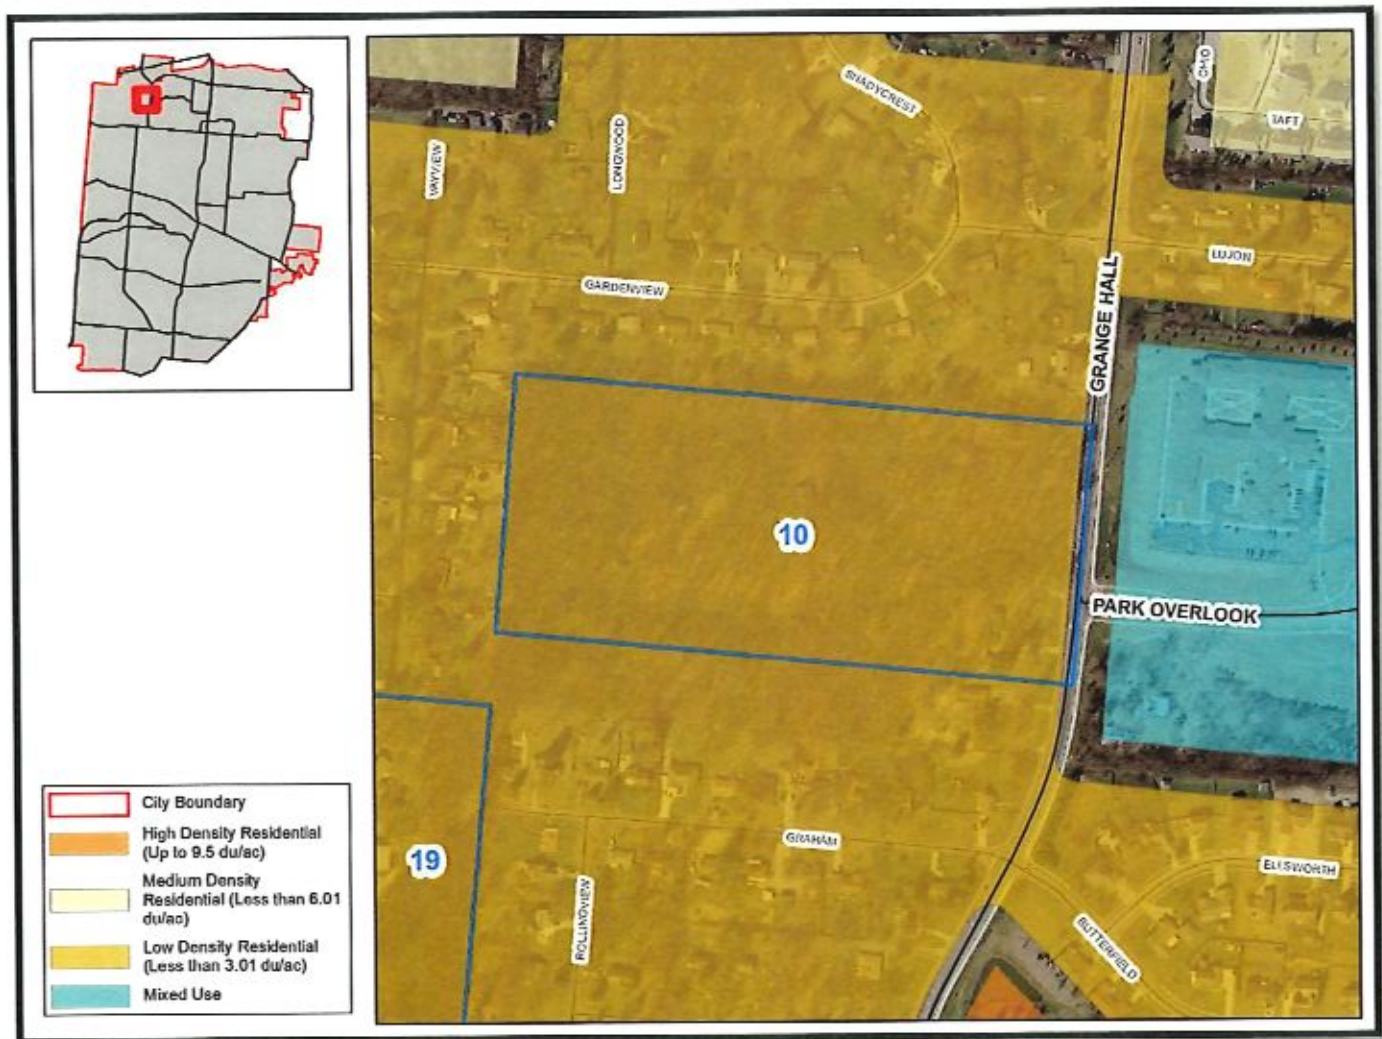 SHADYCREST
OHIO
TAFT
LONGWOOD
VAYVIEW
LUJON
GARDENVIEW
GRANGE HALL
10
PARK OVERLOOK
City Boundary
High Density Residential
(Up to 9.5 du/ac)
Medium Density
Residential (Less than 6.01
du/ac)
Low Density Residential
(Less than 3.01 du/ac)
Mixed Use
19
GRAHAM
ELLSWORTH
ROLLINGVIEW
BUTTERFIELD